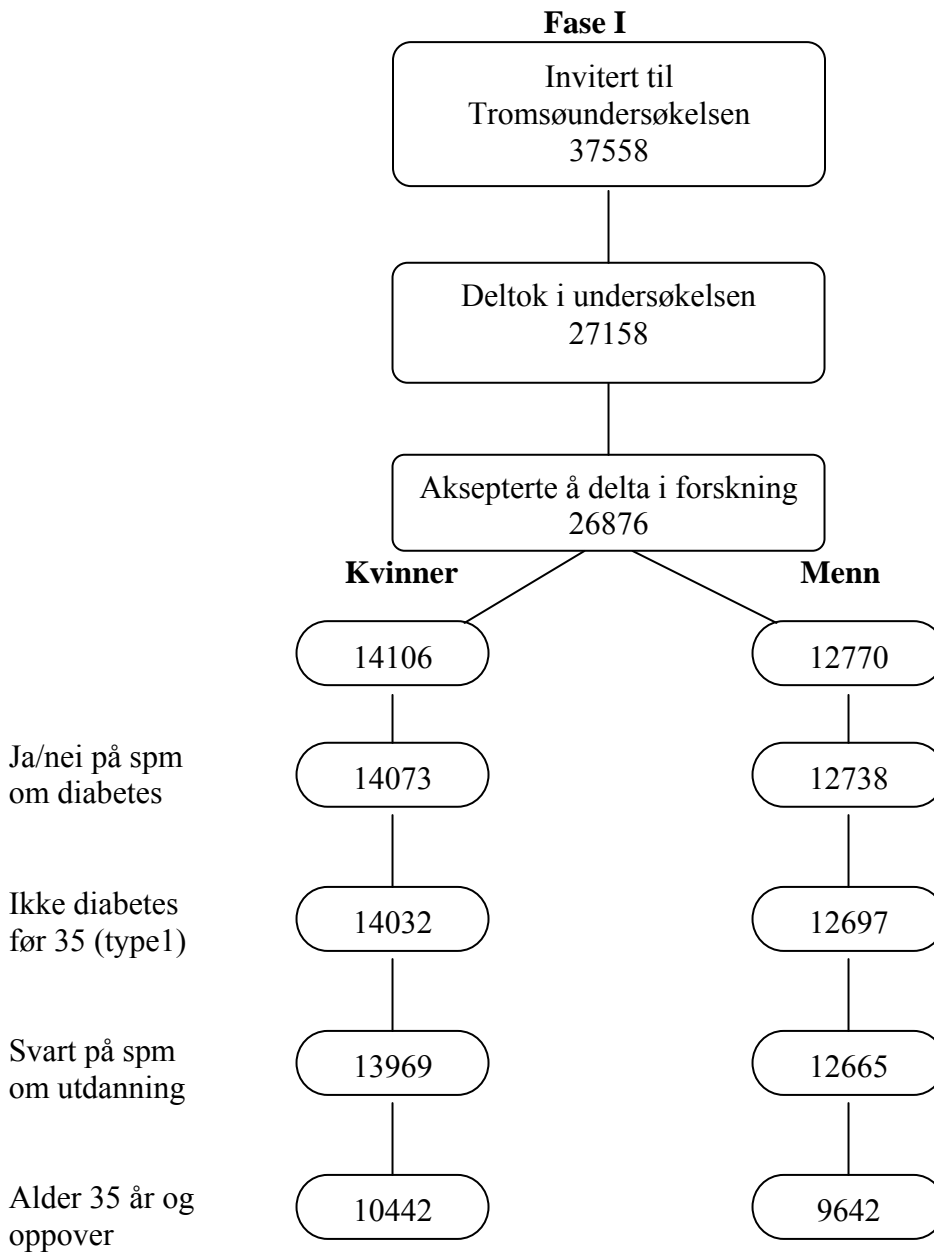 Fase I
Invitert til
Tromsøundersøkelsen
37558
Deltok i undersøkelsen
27158
Aksepterte å delta i forskning
26876
Kvinner
Menn
14106
12770
Ja/nei på spm
om diabetes
14073
12738
Ikke diabetes
før 35 (type1)
14032
12697
Svart på spm
om utdanning
13969
12665
Alder 35 år og
oppover
10442
9642